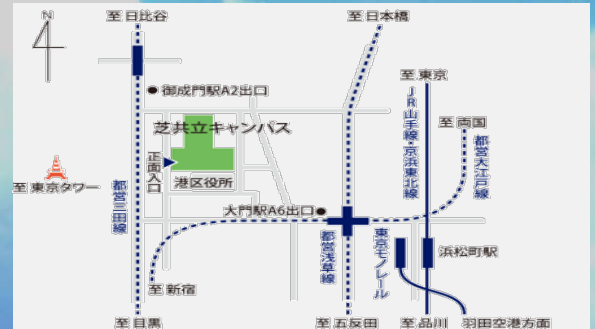 N
至 日比谷
至 日本橋
御成門駅A2出口
至 東京
芝共立キャンパス
至 両国
JR山手線・京浜東北線
都営大江戸線
正面入口
至 東京タワー
港区役所
都営三田線
大門駅A6出口
都営浅草線
東京モノレール
浜松町駅
至 新宿
至 目黒
至 五反田
至 品川
羽田空港方面